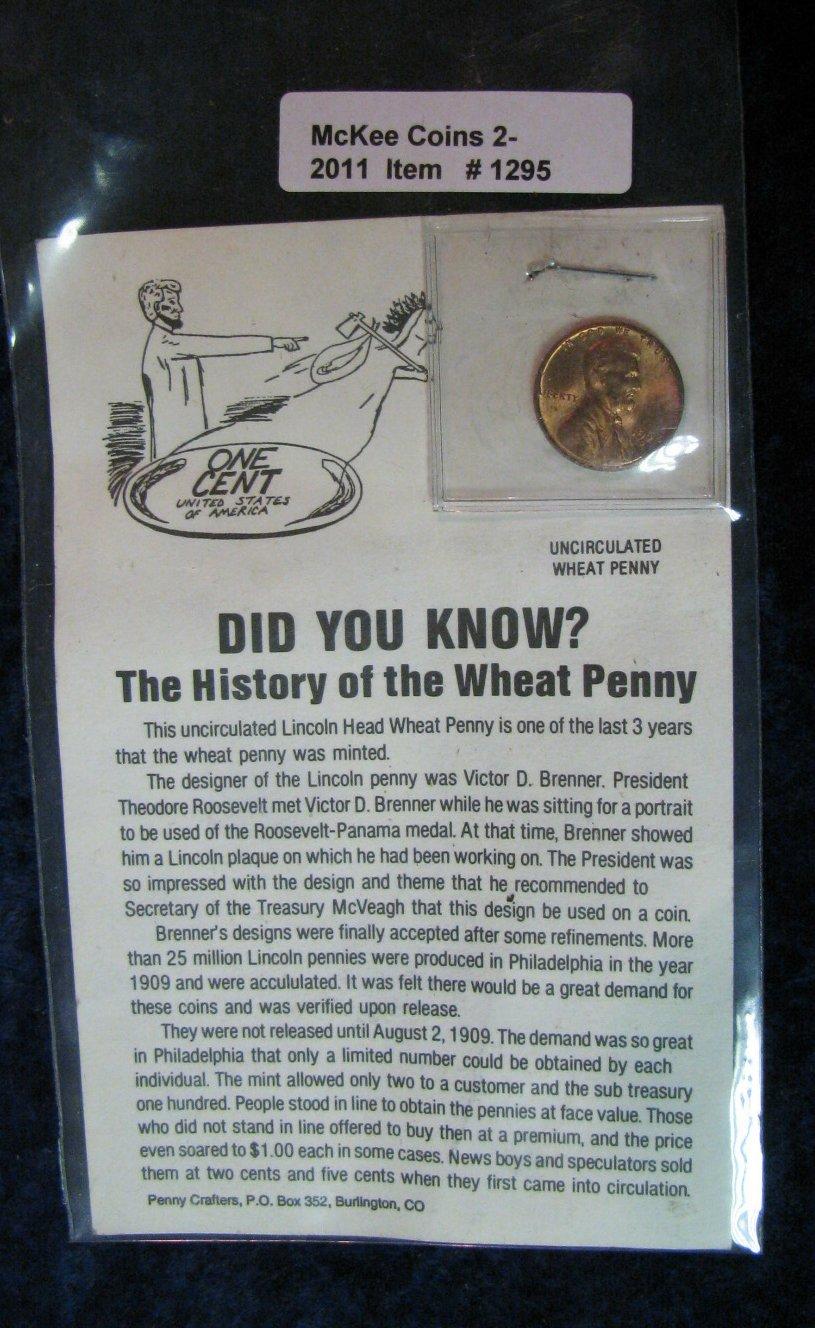 McKee Coins 2-
2011 Item # 1295
IN GOD WE TRUST
LIBERTY
ONE
CENT
UNITED STATES
OF AMERICA
UNCIRCULATED
WHEAT PENNY
DID YOU KNOW?
The History of the Wheat Penny
This uncirculated Lincoln Head Wheat Penny is one of the last 3 years
that the wheat penny was minted.
The designer of the Lincoln penny was Victor D. Brenner. President
Theodore Roosevelt met Victor D. Brenner while he was sitting for a portrait
to be used of the Roosevelt-Panama medal. At that time, Brenner showed
him a Lincoln plaque on which he had been working on. The President was
so impressed with the design and theme that he recommended to
Secretary of the Treasury McVeagh that this design be used on a coin.
Brenner's designs were finally accepted after some refinements. More
than 25 million Lincoln pennies were produced in Philadelphia in the year
1909 and were accululated. It was felt there would be a great demand for
these coins and was verified upon release.
They were not released until August 2, 1909. The demand was so great
in Philadelphia that only a limited number could be obtained by each
individual. The mint allowed only two to a customer and the sub treasury
one hundred. People stood in line to obtain the pennies at face value. Those
who did not stand in line offered to buy then at a premium, and the price
even soared to $1.00 each in some cases. News boys and speculators sold
them at two cents and five cents when they first came into circulation.
Penny Crafters, P.O. Box 352, Burlington, CO